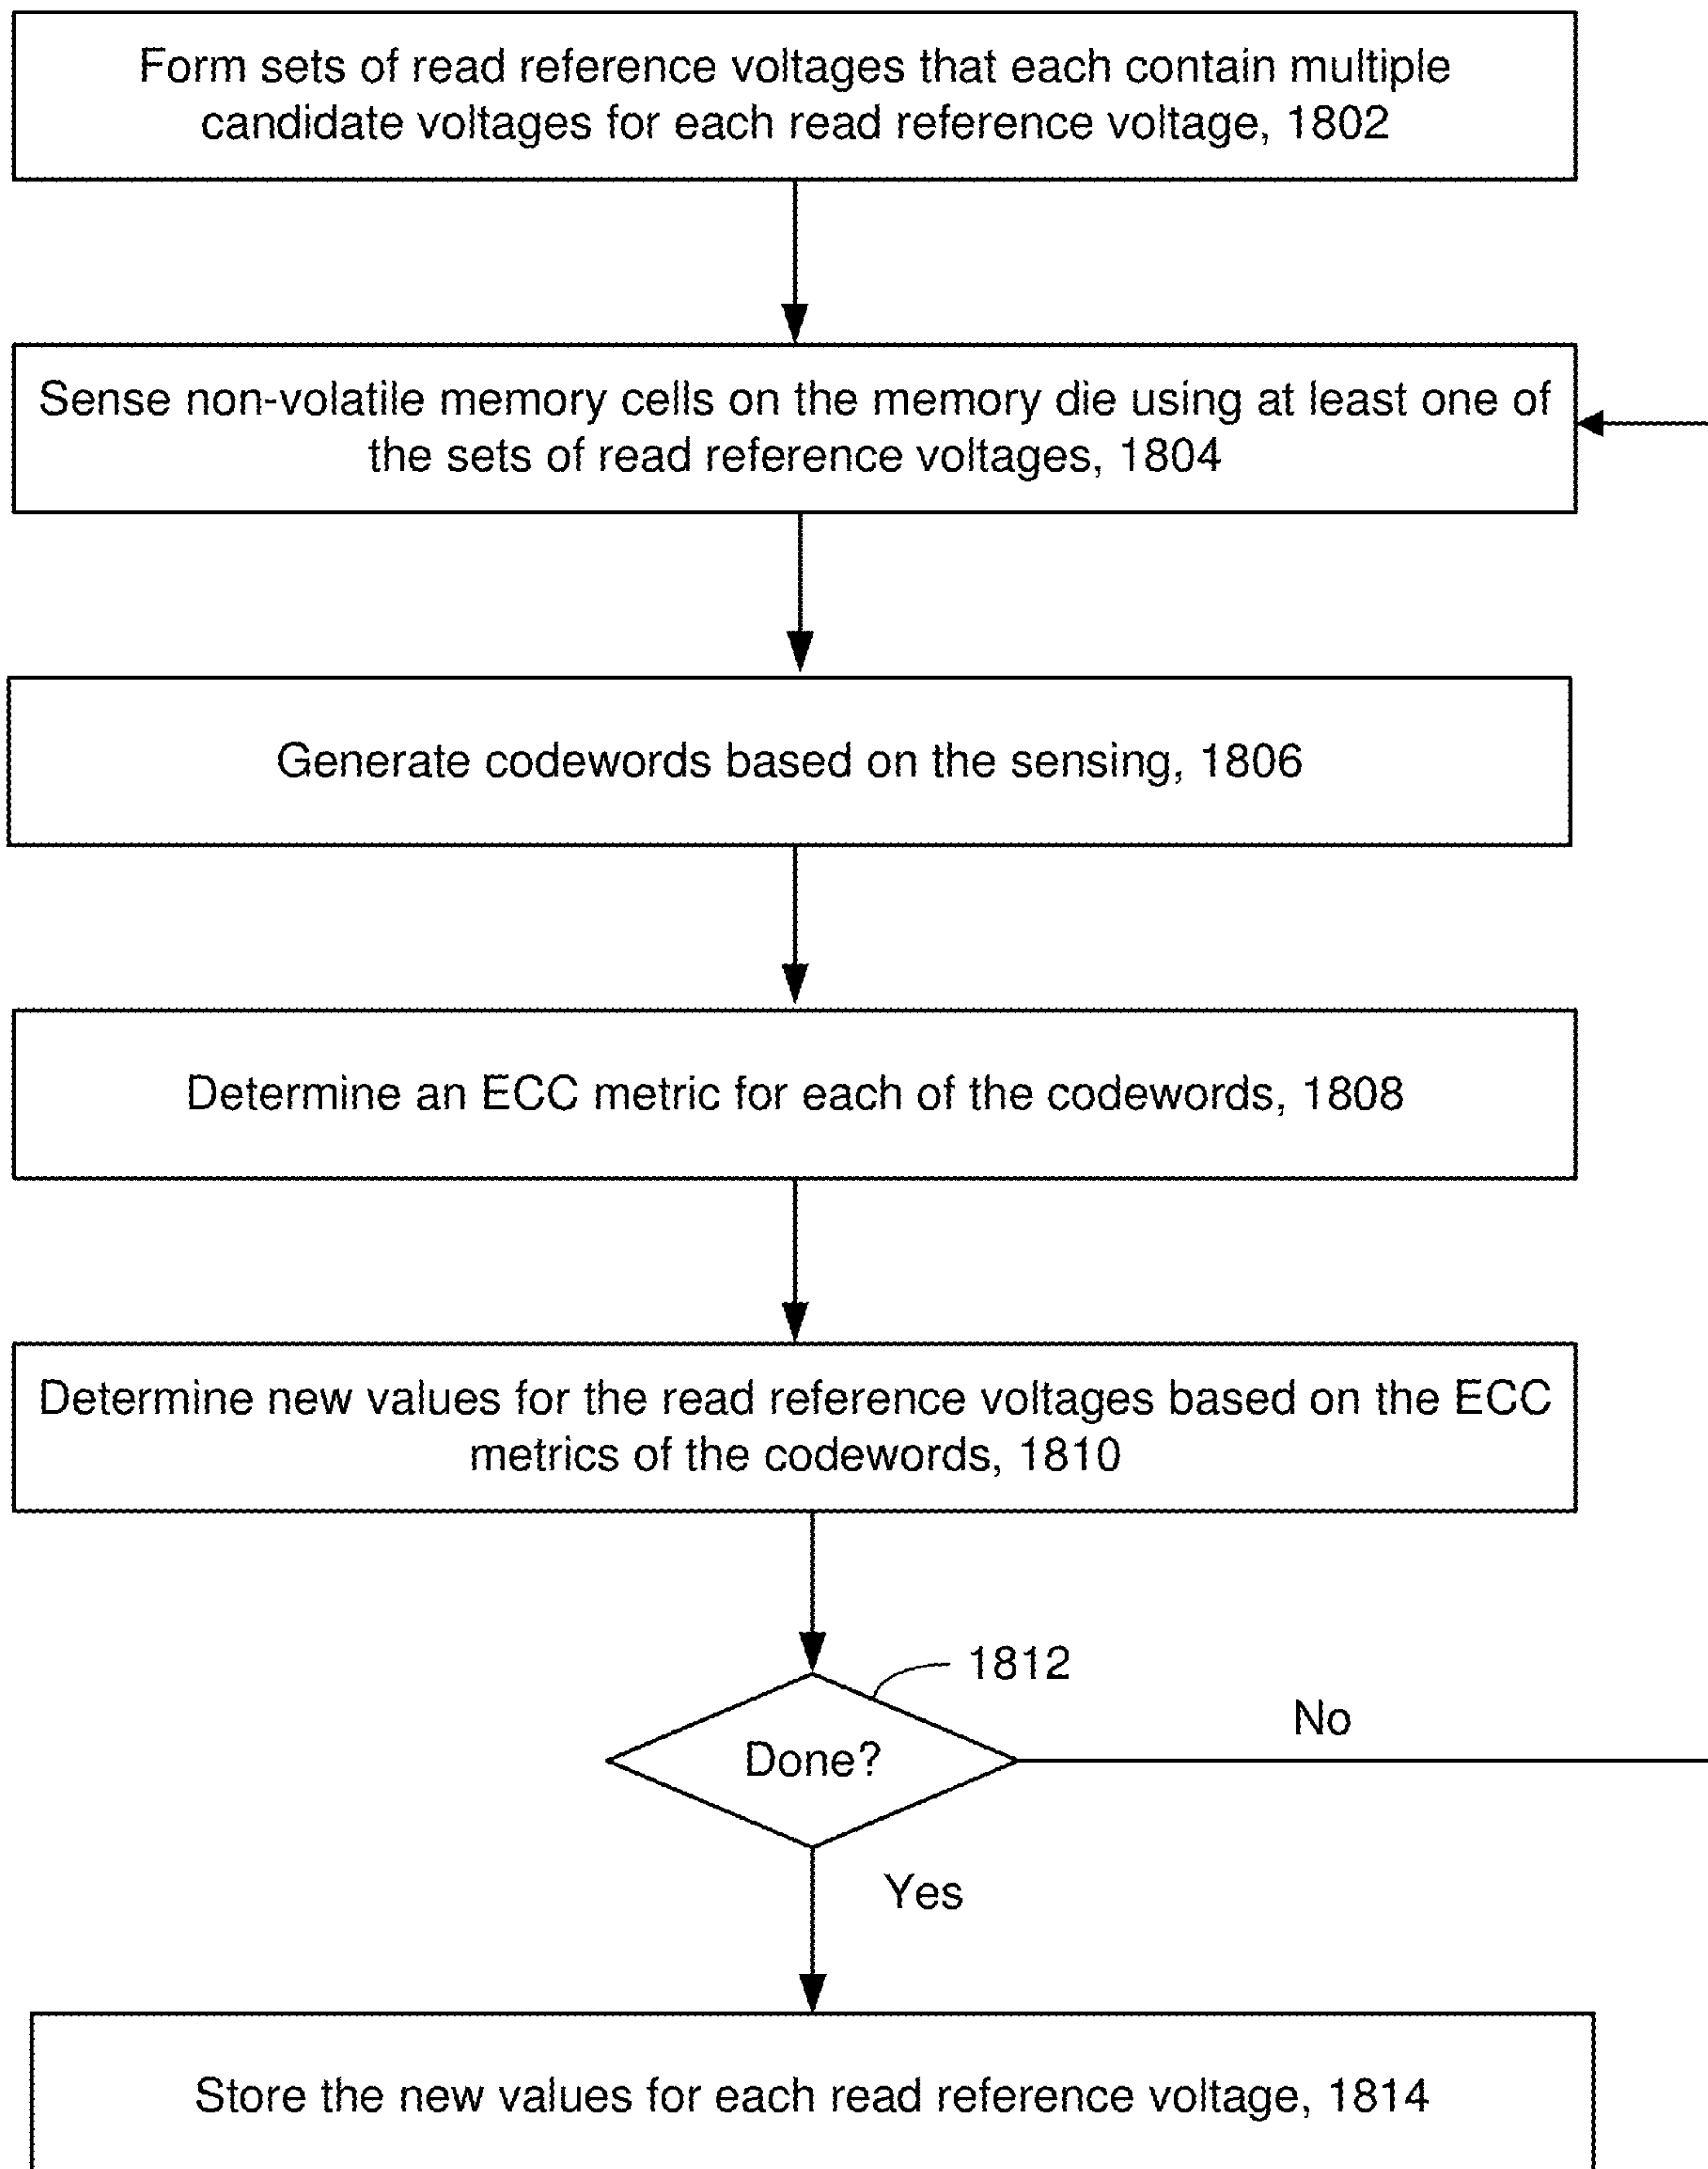 Form sets of read reference voltages that each contain multiple
candidate voltages for each read reference voltage, 1802
Sense non-volatile memory cells on the memory die using at least one of
the sets of read reference voltages, 1804
Generate codewords based on the sensing, 1806
Determine an ECC metric for each of the codewords, 1808
Determine new values for the read reference voltages based on the ECC
metrics of the codewords, 1810
1812
No
Done?
Yes
Store the new values for each read reference voltage, 1814